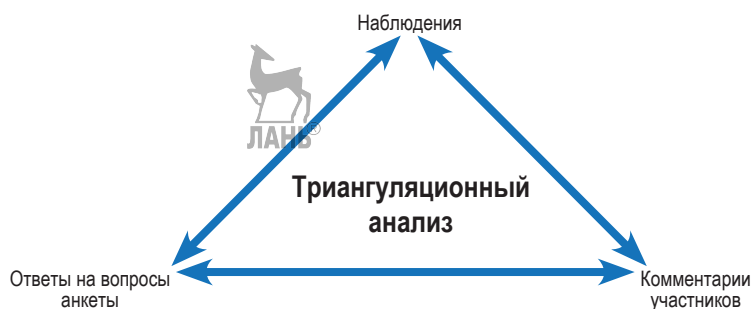 Наблюдения
ЛАНЬ®
Триангуляционный
анализ
Ответы на вопросы
анкеты
Комментарии
участников